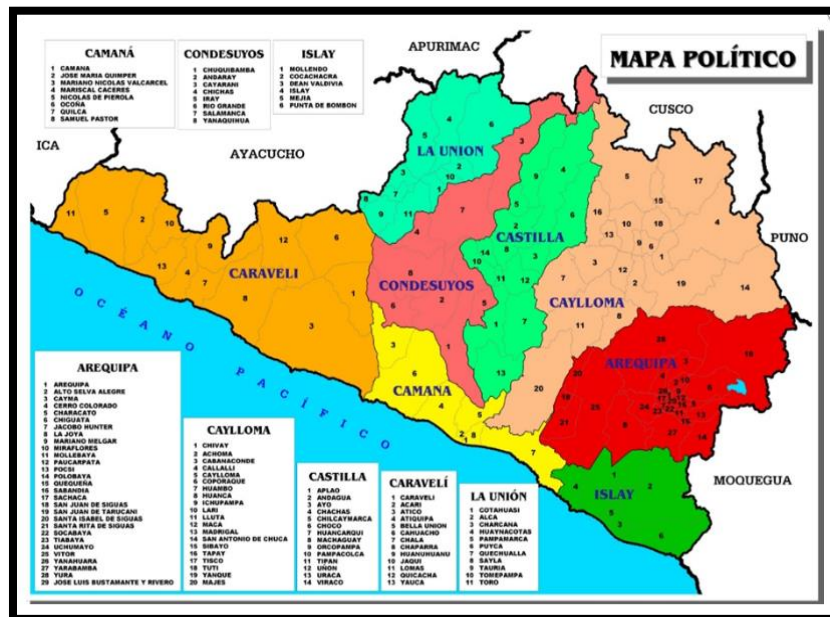 MAPA POLÍTICO
CAMANÁ
1 CAMANA
2 JOSE MARIA QUIMPER
3 MARIANO NICOLAS VALCARCEL
4 MARISCAL CACERES
5 NICOLAS DE PIEROLA
6 OCOÑA
7 QUILCA
8 SAMUEL PASTOR
CONDESUYOS
1 CHUQUIBAMBA
2 ANDARAY
3 CAYARANI
4 CHICHAS
5 IRAY
6 RIO GRANDE
7 SALAMANCA
8 YANAQUIHUA
ISLAY
1 MOLLENDO
2 COCACHACRA
3 DEAN VALDIVIA
4 ISLAY
5 MEJIA
6 PUNTA DE BOMBON
APURIMAC
CUSCO
ICA
AYACUCHO
PUNO
MOQUEGUA
LA UNION
CASTILLA
CARAVELI
CONDESUYOS
CAYLLOMA
CAMANA
AREQUIPA
ISLAY
OCÉANO PACÍFICO
AREQUIPA
1 AREQUIPA
2 ALTO SELVA ALEGRE
3 CAYMA
4 CERRO COLORADO
5 CHARACATO
6 CHIGUATA
7 JACOBO HUNTER
8 LA JOYA
9 MARIANO MELGAR
10 MIRAFLORES
11 MOLLEBAYA
12 PAUCARPATA
13 POCSI
14 POLOBAYA
15 QUEQUEÑA
16 SABANDIA
17 SACHACA
18 SAN JUAN DE SIGUAS
19 SAN JUAN DE TARUCANI
20 SANTA ISABEL DE SIGUAS
21 SANTA RITA DE SIGUAS
22 SOCABAYA
23 TIABAYA
24 UCHUMAYO
25 VITOR
26 YANAHUARA
27 YARABAMBA
28 YURA
29 JOSE LUIS BUSTAMANTE Y RIVERO
CAYLLOMA
1 CHIVAY
2 ACHOMA
3 CABANACONDE
4 CALLALLI
5 CAYLLOMA
6 COPORAQUE
7 HUAMBO
8 HUANCA
9 ICHUPAMPA
10 LARI
11 LLUTA
12 MACA
13 MADRIGAL
14 SAN ANTONIO DE CHUCA
15 SIBAYO
16 TAPAY
17 TISCO
18 TUTI
19 YANQUE
20 MAJES
CASTILLA
1 APLAO
2 ANDAGUA
3 AYO
4 CHACHAS
5 CHILCAYMARCA
6 CHOCO
7 HUANCARQUI
8 MACHAGUAY
9 ORCOPAMPA
10 PAMPACOLCA
11 TIPAN
12 UÑON
13 URACA
14 VIRACO
CARAVELÍ
1 CARAVELI
2 ACARI
3 ATICO
4 ATIQUIPA
5 BELLA UNION
6 CAHUACHO
7 CHALA
8 CHAPARRA
9 HUANUHUANU
10 JAQUI
11 LOMAS
12 QUICACHA
13 YAUCA
LA UNIÓN
1 COTAHUASI
2 ALCA
3 CHARCANA
4 HUAYNACOTAS
5 PAMPAMARCA
6 PUYCA
7 QUECHUALLA
8 SAYLA
9 TAURIA
10 TOMEPAMPA
11 TORO